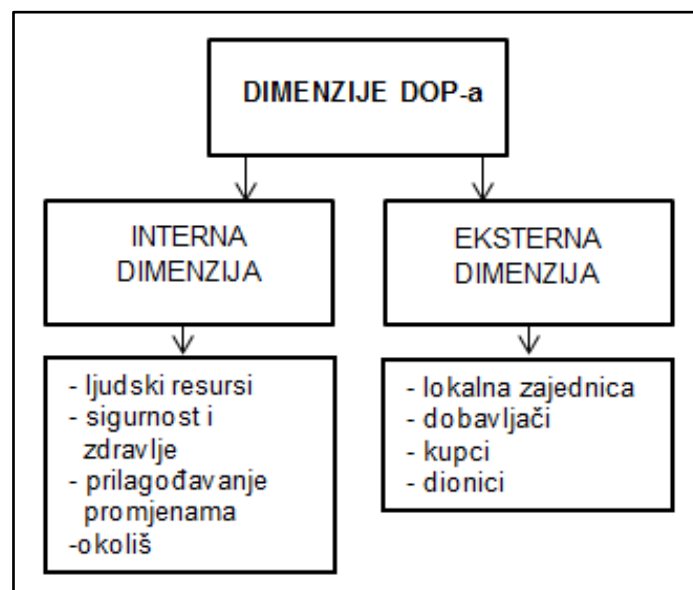 DIMENZIJE DOP-a
INTERNA
DIMENZIJA
EKSTERNA
DIMENZIJA
- ljudski resursi
- sigurnost i
zdravlje
- prilagođavanje
promjenama
-okoliš
- lokalna zajednica
- dobavljači
- kupci
- dionici